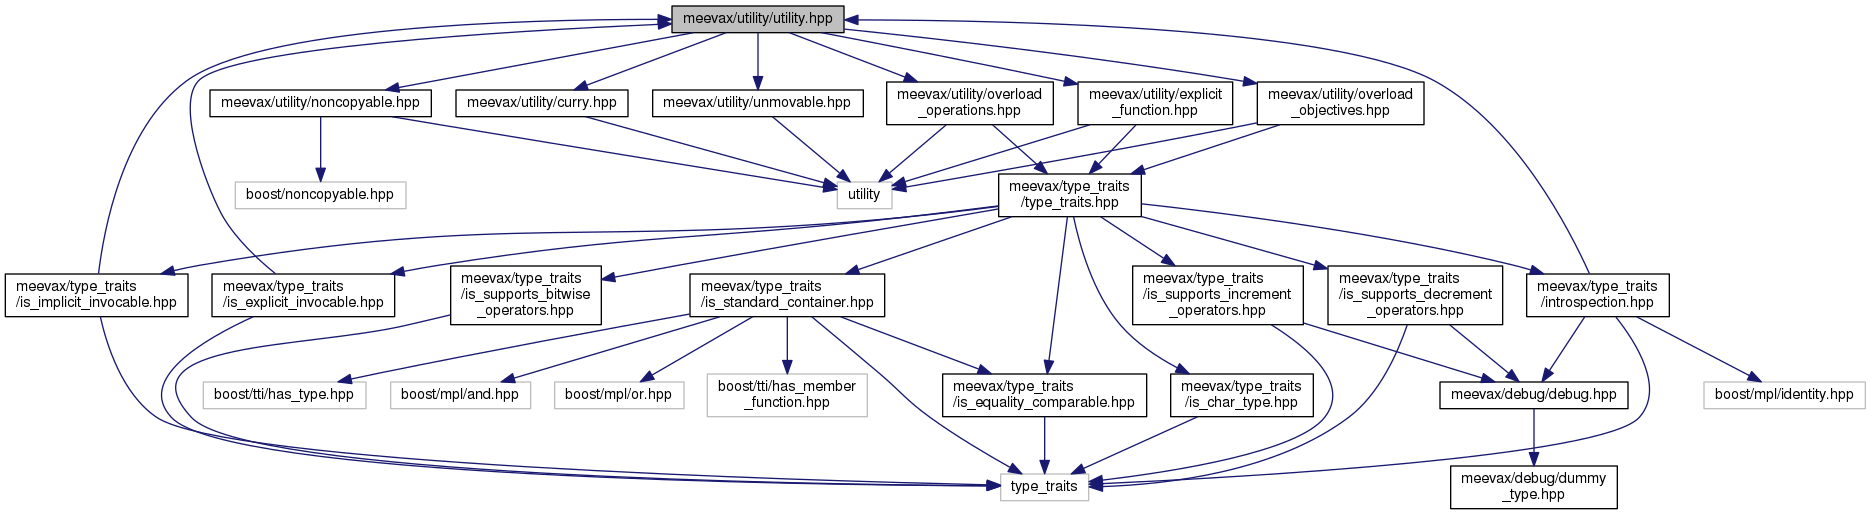 meevax/utility/utility.hpp
meevax/utility/noncopyable.hpp
meevax/utility/curry.hpp
meevax/utility/unmovable.hpp
meevax/utility/overload
_operations.hpp
meevax/utility/explicit
_function.hpp
meevax/utility/overload
_objectives.hpp
boost/noncopyable.hpp
utility
meevax/type_traits
/type_traits.hpp
meevax/type_traits
/is_implicit_invocable.hpp
meevax/type_traits
/is_explicit_invocable.hpp
meevax/type_traits
/is_supports_bitwise
_operators.hpp
meevax/type_traits
/is_standard_container.hpp
meevax/type_traits
/is_supports_increment
_operators.hpp
meevax/type_traits
/is_supports_decrement
_operators.hpp
meevax/type_traits
/introspection.hpp
boost/tti/has_type.hpp
boost/mpl/and.hpp
boost/mpl/or.hpp
boost/tti/has_member
_function.hpp
meevax/type_traits
/is_equality_comparable.hpp
meevax/type_traits
/is_char_type.hpp
meevax/debug/debug.hpp
boost/mpl/identity.hpp
type_traits
meevax/debug/dummy
_type.hpp